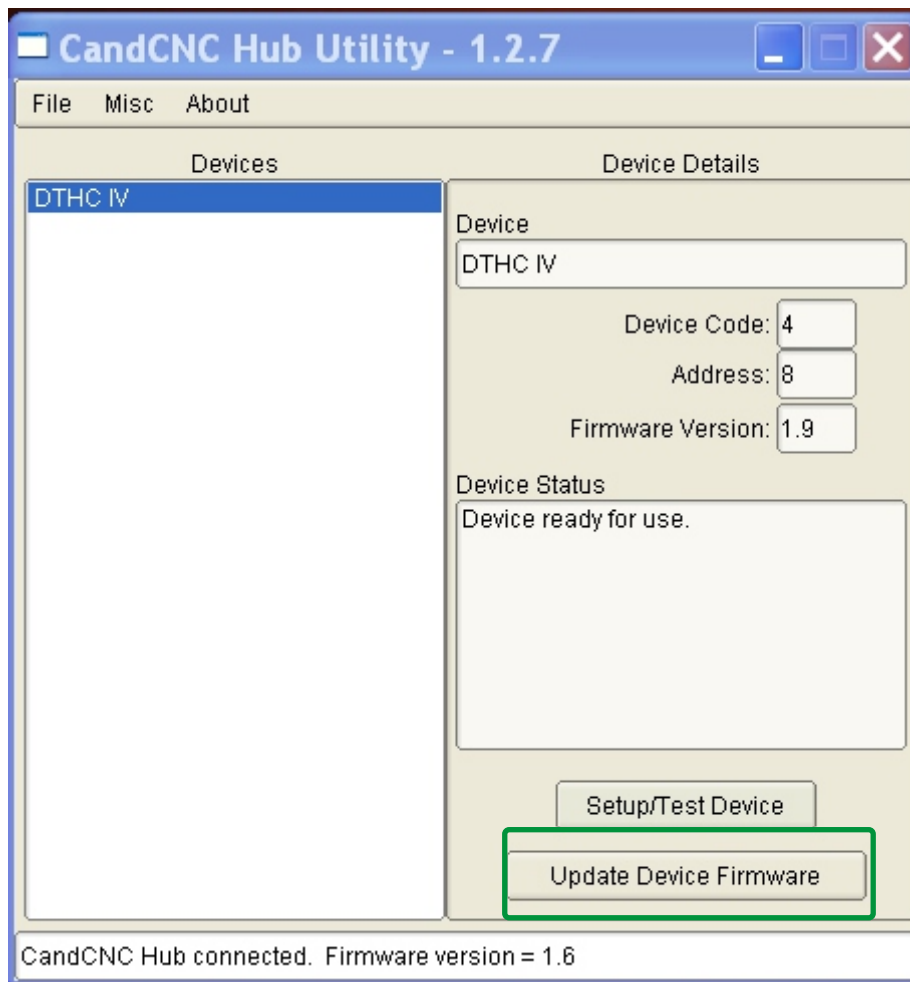 CandCNC Hub Utility - 1.2.7
File Misc About
Devices
DTHC IV
Device Details
Device
DTHC IV
Device Code: 4
Address: 8
Firmware Version: 1.9
Device Status
Device ready for use.
Setup/Test Device
Update Device Firmware
CandCNC Hub connected. Firmware version = 1.6